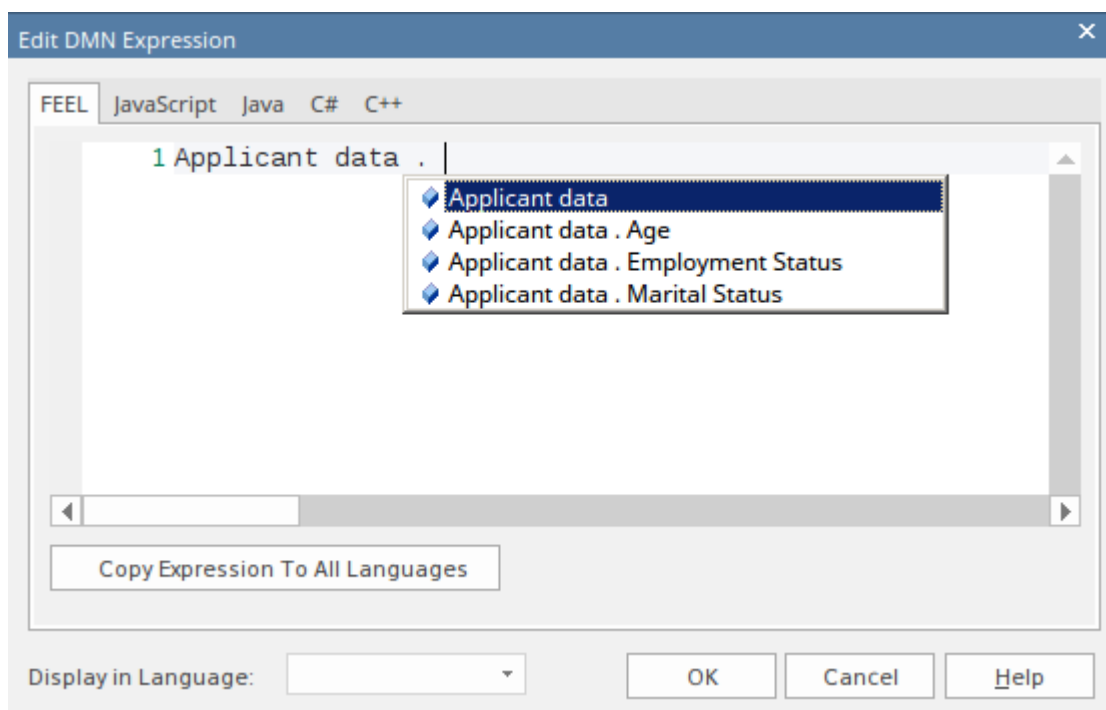 Edit DMN Expression
FEEL JavaScript Java C# C++
1 Applicant data .
Applicant data
Applicant data . Age
Applicant data . Employment Status
Applicant data . Marital Status
Copy Expression To All Languages
Display in Language: OK Cancel Help